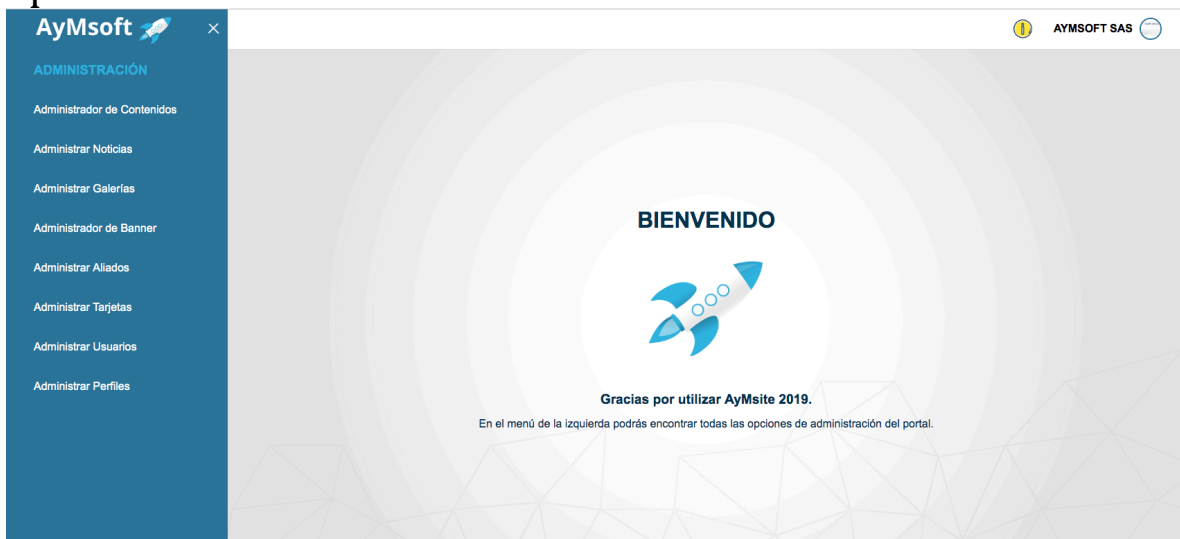 AyMsoft
AYMSOFT SAS
ADMINISTRACIÓN
Administrador de Contenidos
Administrar Noticias
Administrar Galerías
Administrador de Banner
Administrar Aliados
Administrar Tarjetas
Administrar Usuarios
Administrar Perfiles
BIENVENIDO
Gracias por utilizar AyMsite 2019.
En el menú de la izquierda podrás encontrar todas las opciones de administración del portal.